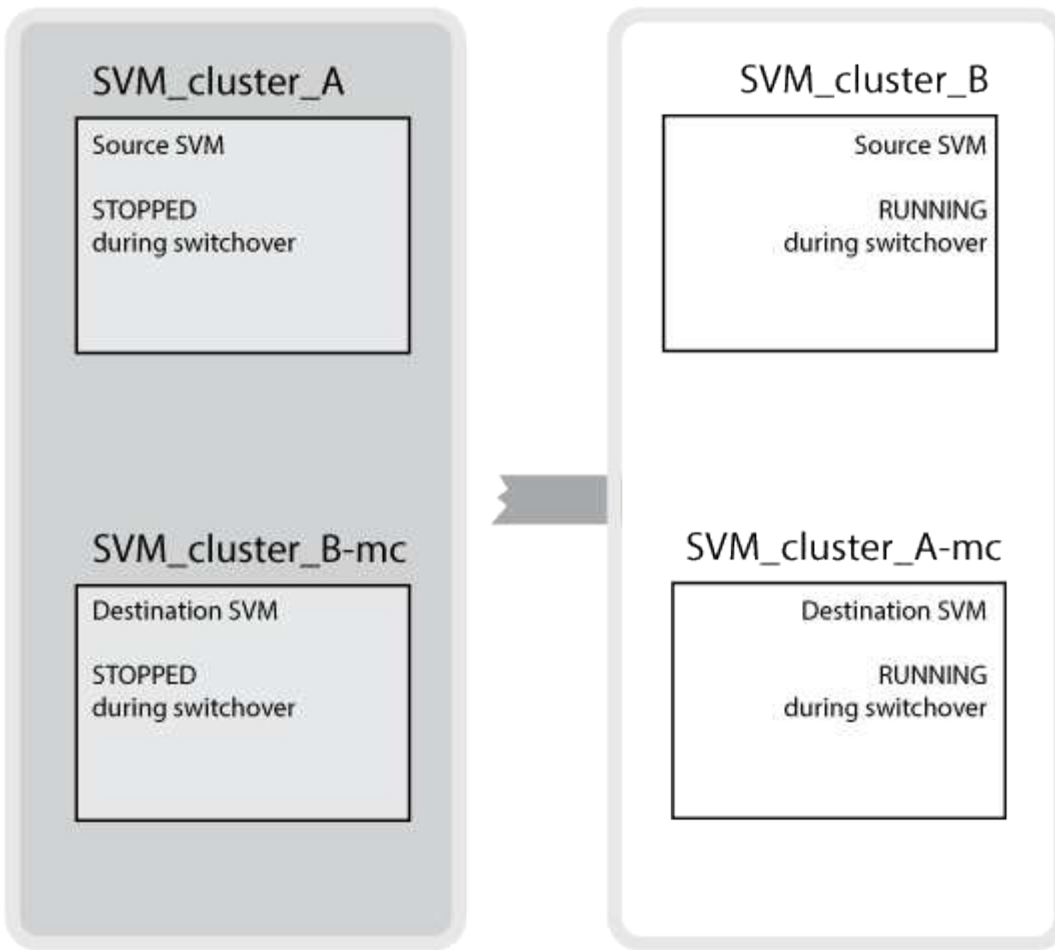 SVM_cluster_A
Source SVM
STOPPED
during switchover
SVM_cluster_B-mc
Destination SVM
STOPPED
during switchover
SVM_cluster_B
Source SVM
RUNNING
during switchover
SVM_cluster_A-mc
Destination SVM
RUNNING
during switchover